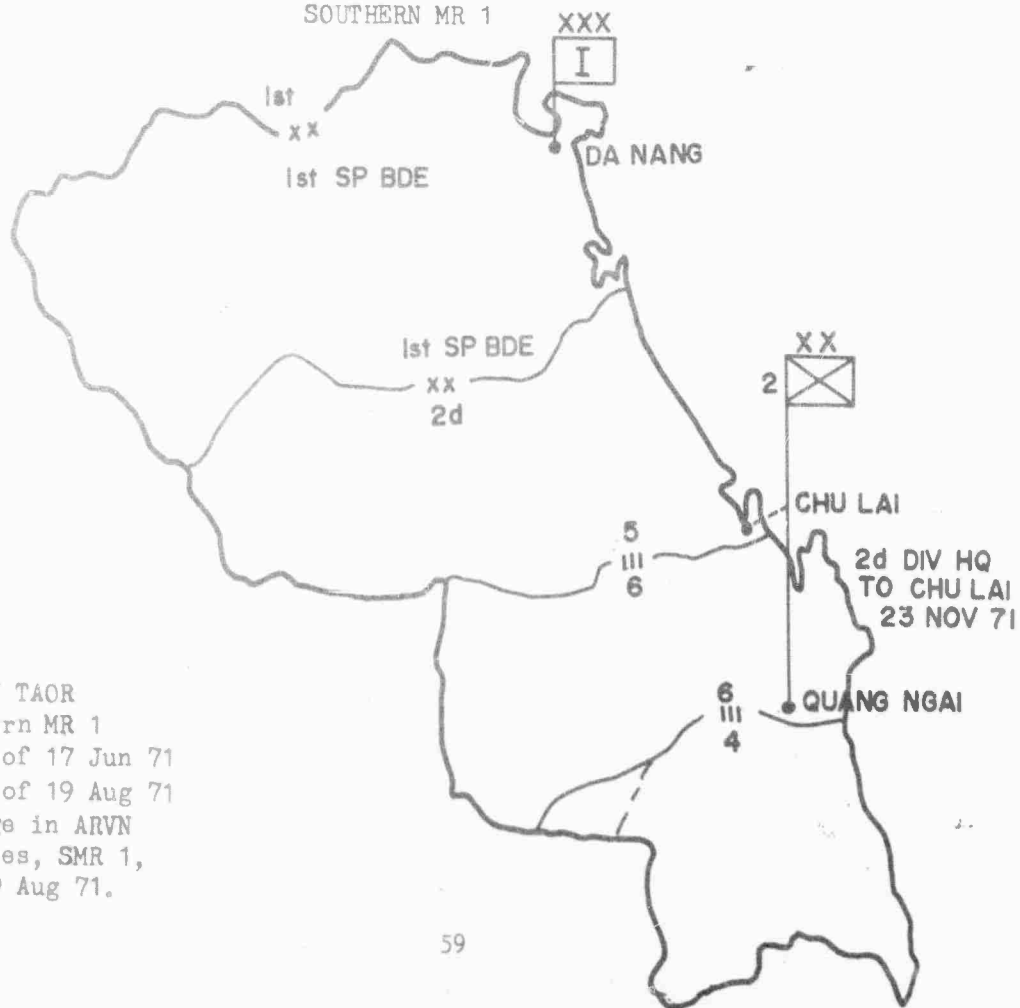 SOUTHERN MR 1
XXX
I
1st
XX
1st SP BDE
DA NANG
1st SP BDE
XX
2d
XX
2
CHU LAI
5
III
6
2d DIV HQ
TO CHU LAI
23 NOV 71
6
III
4
QUANG NGAI
TAOR
rn MR 1
of 17 Jun 71
of 19 Aug 71
e in ARVN
es, SMR 1,
Aug 71.
59